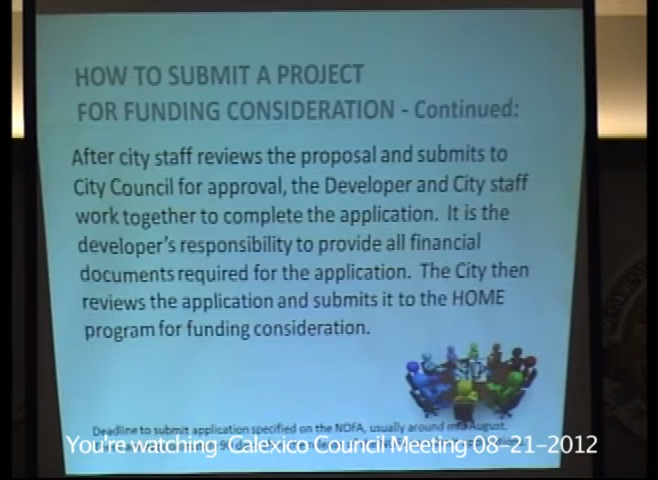 HOW TO SUBMIT A PROJECT
FOR FUNDING CONSIDERATION - Continued:
After city staff reviews the proposal and submits to
City Council for approval, the Developer and City staff
work together to complete the application. It is the
developer's responsibility to provide all financial
documents required for the application. The City then
reviews the application and submits it to the HOME
program for funding consideration.
Deadline to submit application specified on the NOFA, usually around mid August.
You're watching: Calexico Council Meeting 08-21-2012